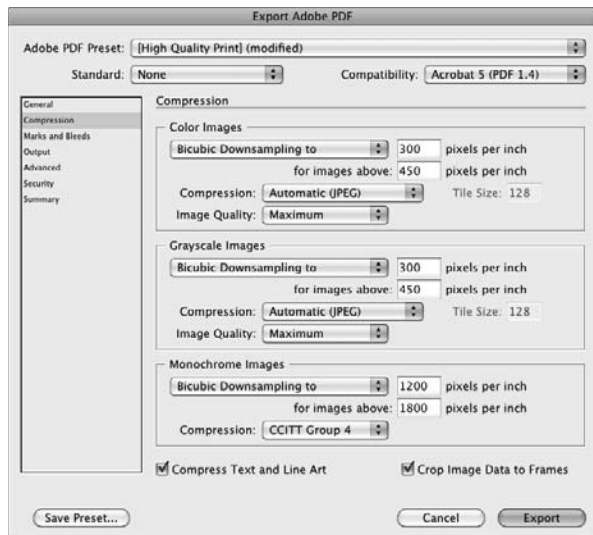 Export Adobe PDF
Adobe PDF Preset: [High Quality Print] (modified)
Standard: None Compatibility: Acrobat 5 (PDF 1.4)
General
Compression
Marks and Bleeds
Output
Advanced
Security
Summary
Compression
Color Images
Bicubic Downsampling to 300 pixels per inch
for images above: 450 pixels per inch
Compression: Automatic (JPEG) Tile Size: 128
Image Quality: Maximum
Grayscale Images
Bicubic Downsampling to 300 pixels per inch
for images above: 450 pixels per inch
Compression: Automatic (JPEG) Tile Size: 128
Image Quality: Maximum
Monochrome Images
Bicubic Downsampling to 1200 pixels per inch
for images above: 1800 pixels per inch
Compression: CCITT Group 4
Compress Text and Line Art Crop Image Data to Frames
Save Preset... Cancel Export